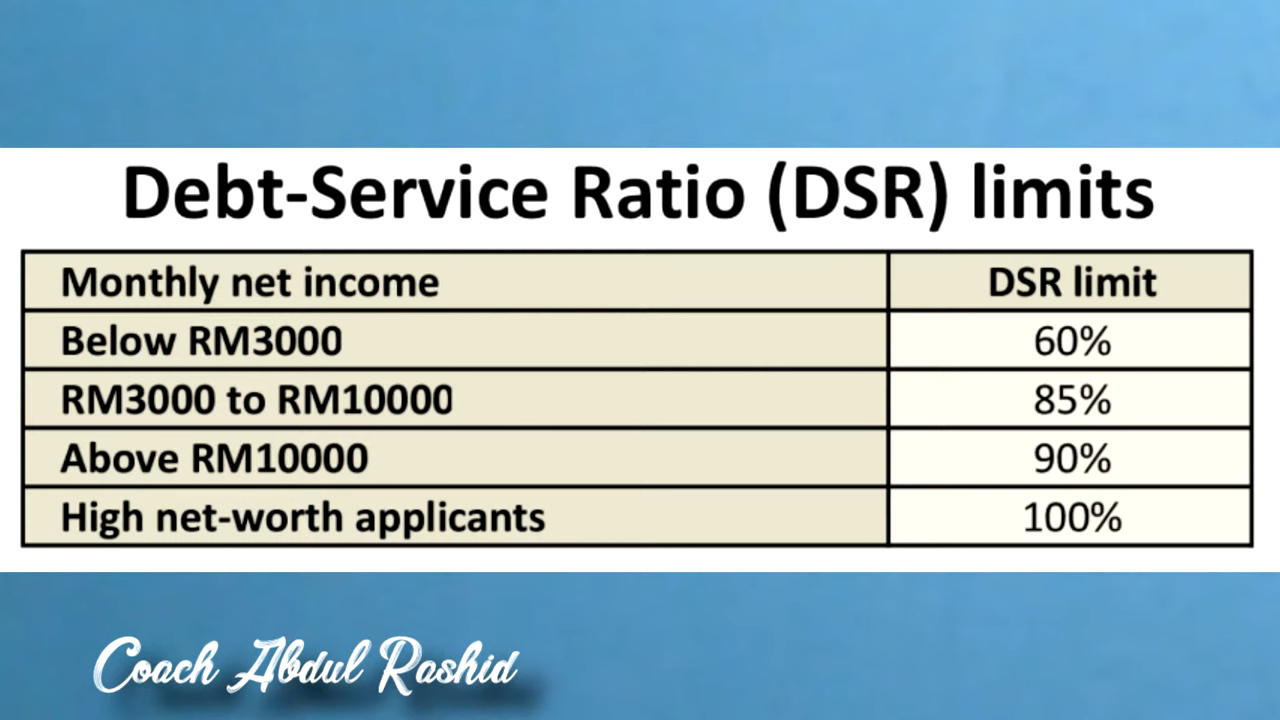 Debt-Service Ratio (DSR) limits
Monthly net income DSR limit
Below RM3000 60%
RM3000 to RM10000 85%
Above RM10000 90%
High net-worth applicants 100%
Coach Abdul Rashid